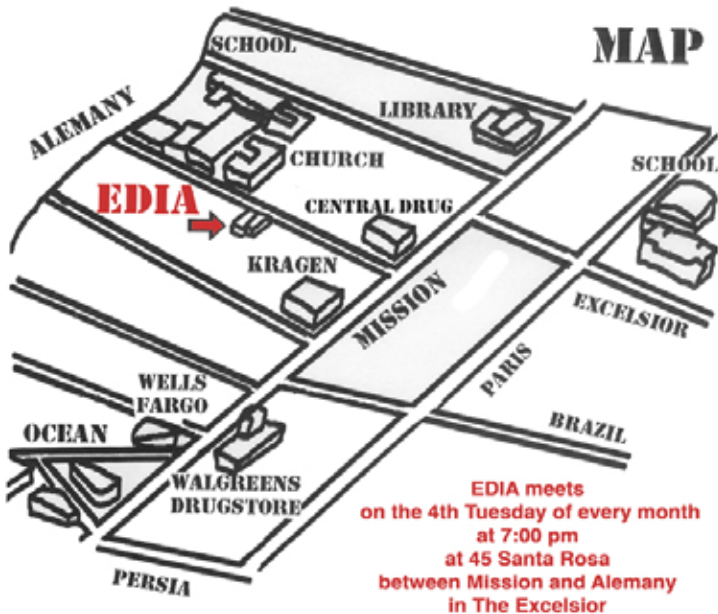 MAP
SCHOOL
ALEMANY
LIBRARY
CHURCH
SCHOOL
EDIA
CENTRAL DRUG
KRAGEN
MISSION
EXCELSIOR
PARIS
WELLS
FARGO
BRAZIL
OCEAN
WALGREENS
DRUGSTORE
PERSIA
EDIA meets
on the 4th Tuesday of every month
at 7:00 pm
at 45 Santa Rosa
between Mission and Alemany
in The Excelsior